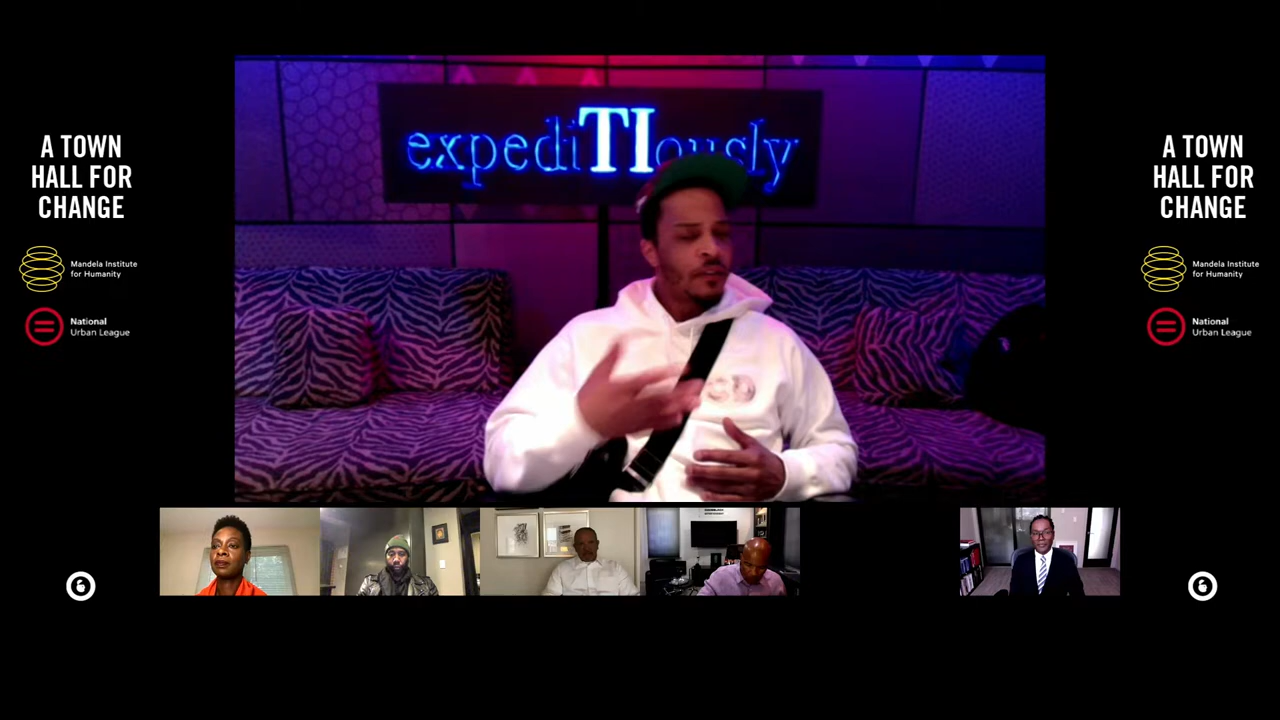 A TOWN
HALL FOR
CHANGE
Mandela Institute
for Humanity
National
Urban League
expediTIously
A TOWN
HALL FOR
CHANGE
Mandela Institute
for Humanity
National
Urban League